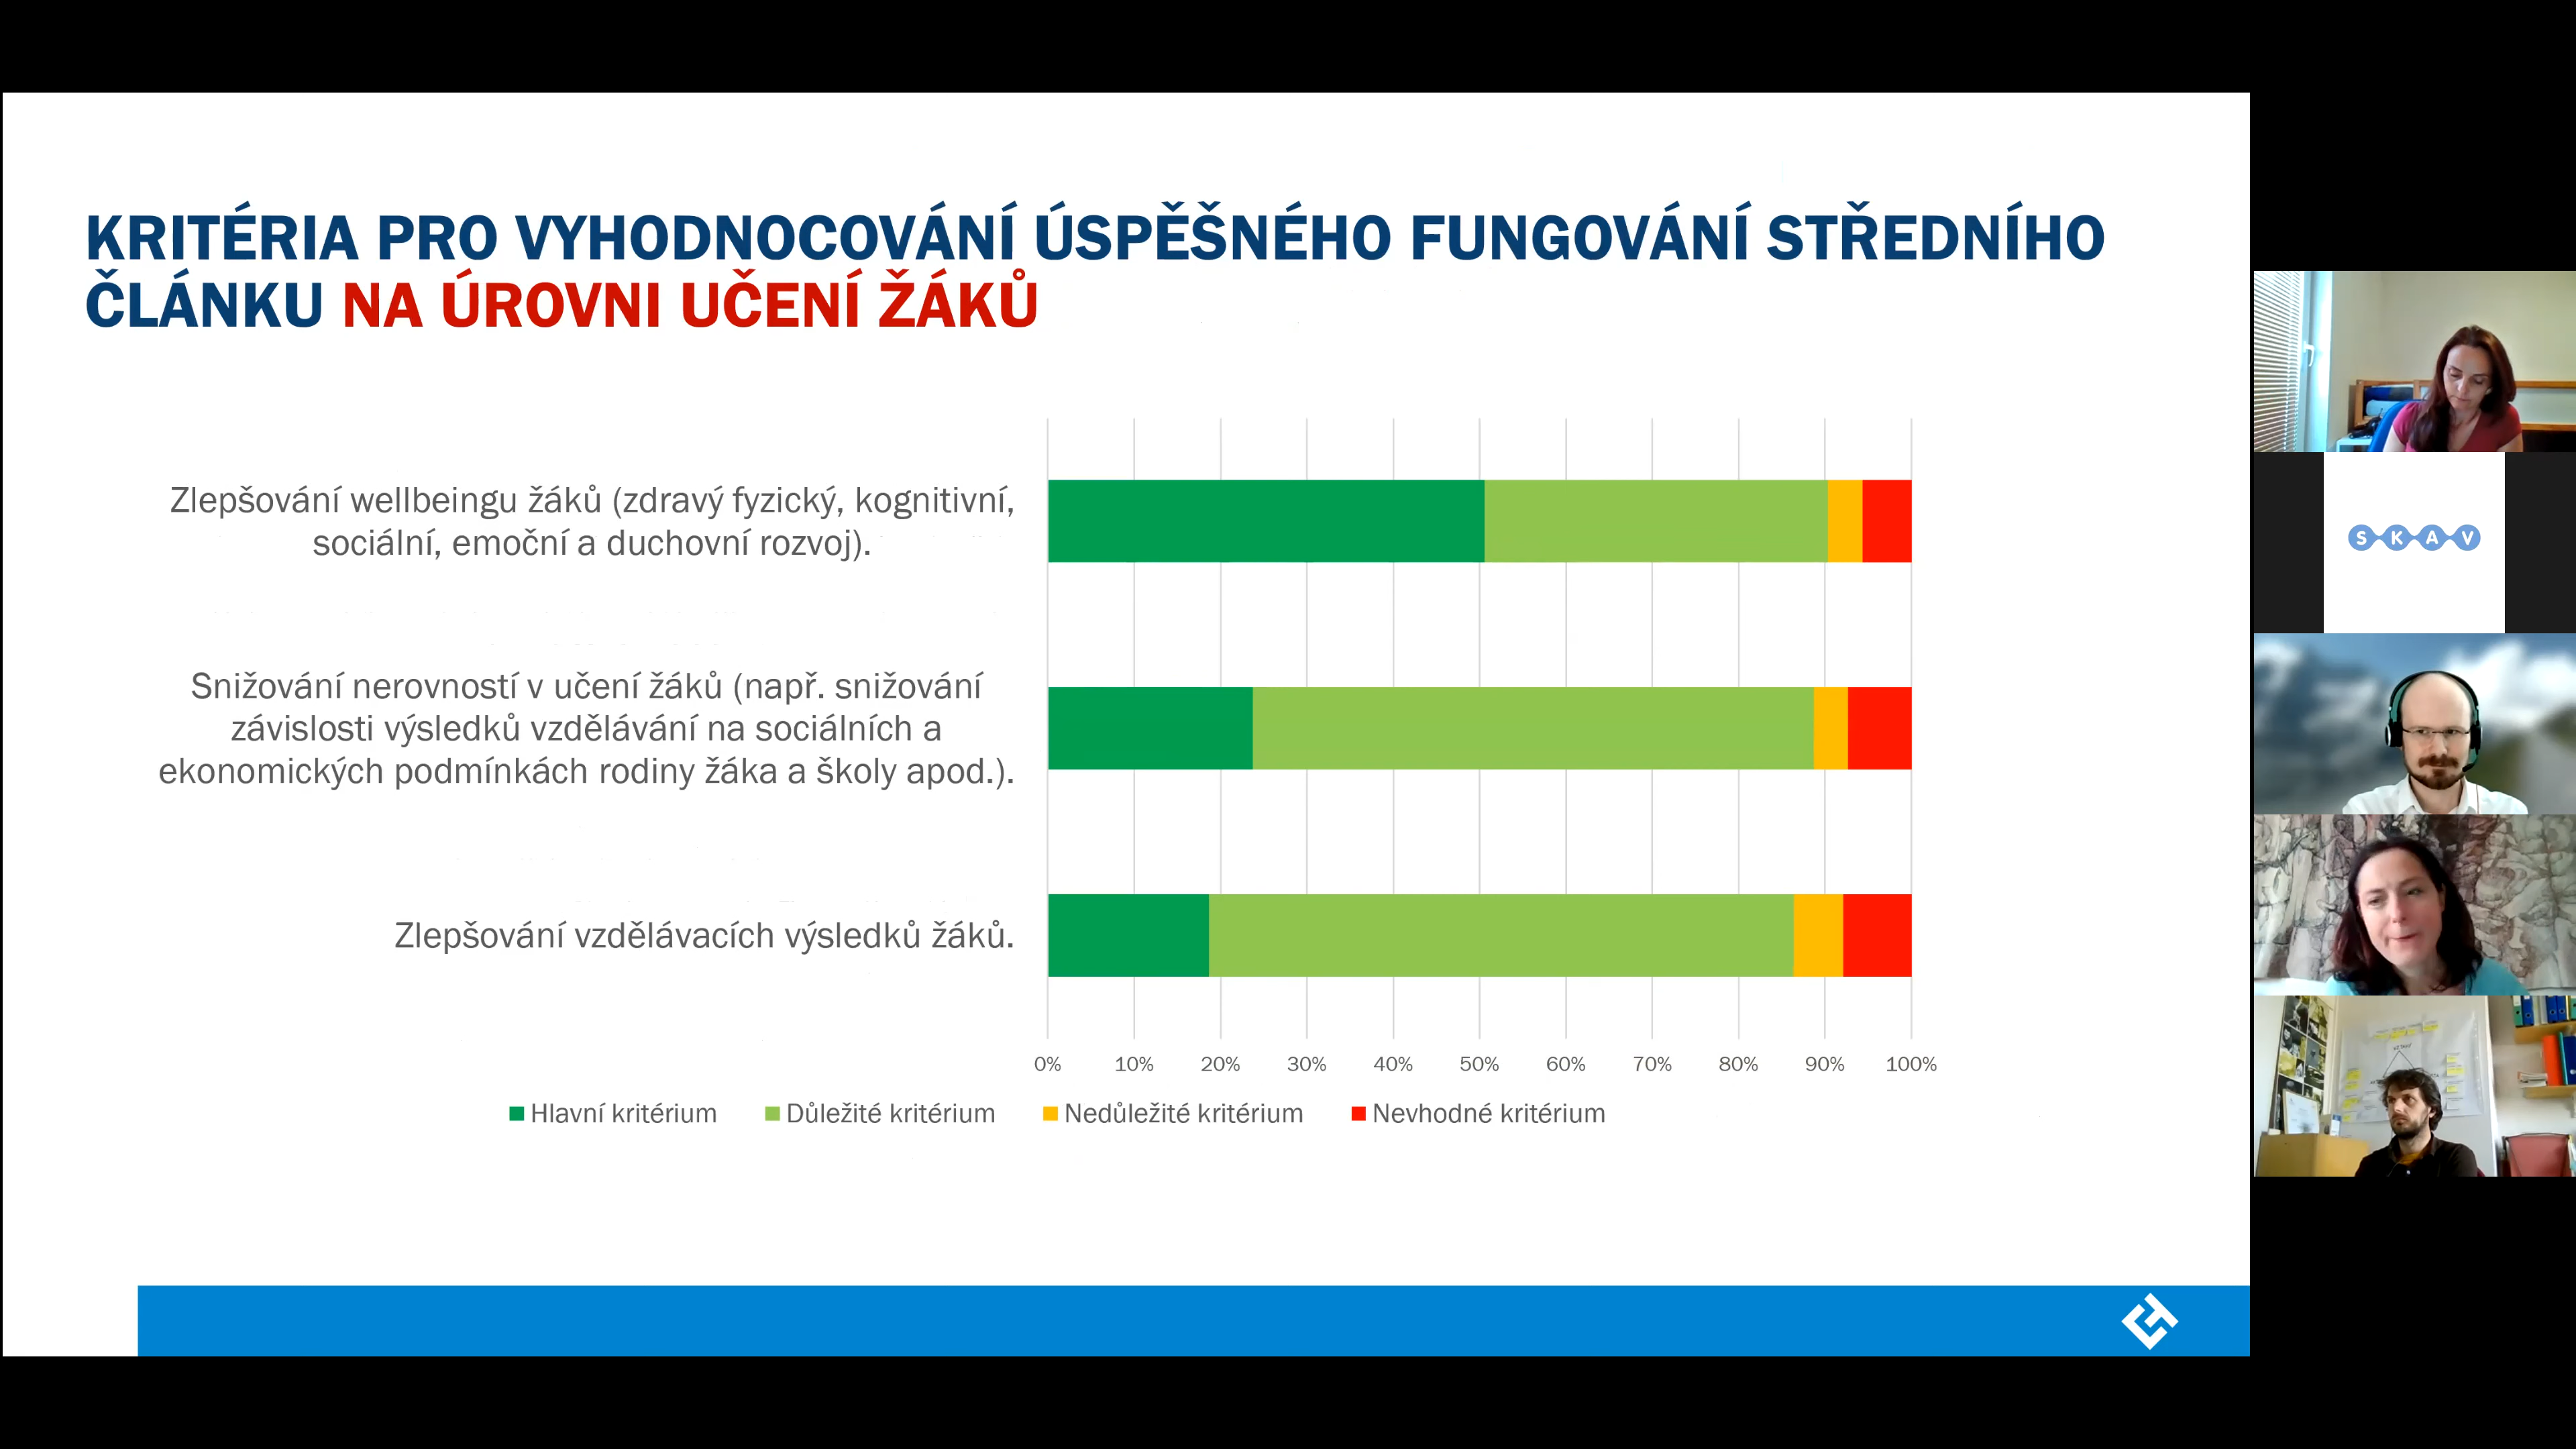 KRITÉRIA PRO VYHODNOCOVÁNÍ ÚSPĚŠNÉHO FUNGOVÁNÍ STŘEDNÍHO
ČLÁNKU NA ÚROVNI UČENÍ ŽÁKŮ
Zlepšování wellbeingu žáků (zdravý fyzický, kognitivní,
sociální, emoční a duchovní rozvoj).
Snižování nerovností v učení žáků (např. snižování
závislosti výsledků vzdělávání na sociálních a
ekonomických podmínkách rodiny žáka a školy apod.).
Zlepšování vzdělávacích výsledků žáků.
0% 10% 20% 30% 40% 50% 60% 70% 80% 90% 100%
Hlavní kritérium Důležité kritérium Nedůležité kritérium Nevhodné kritérium
SKAV